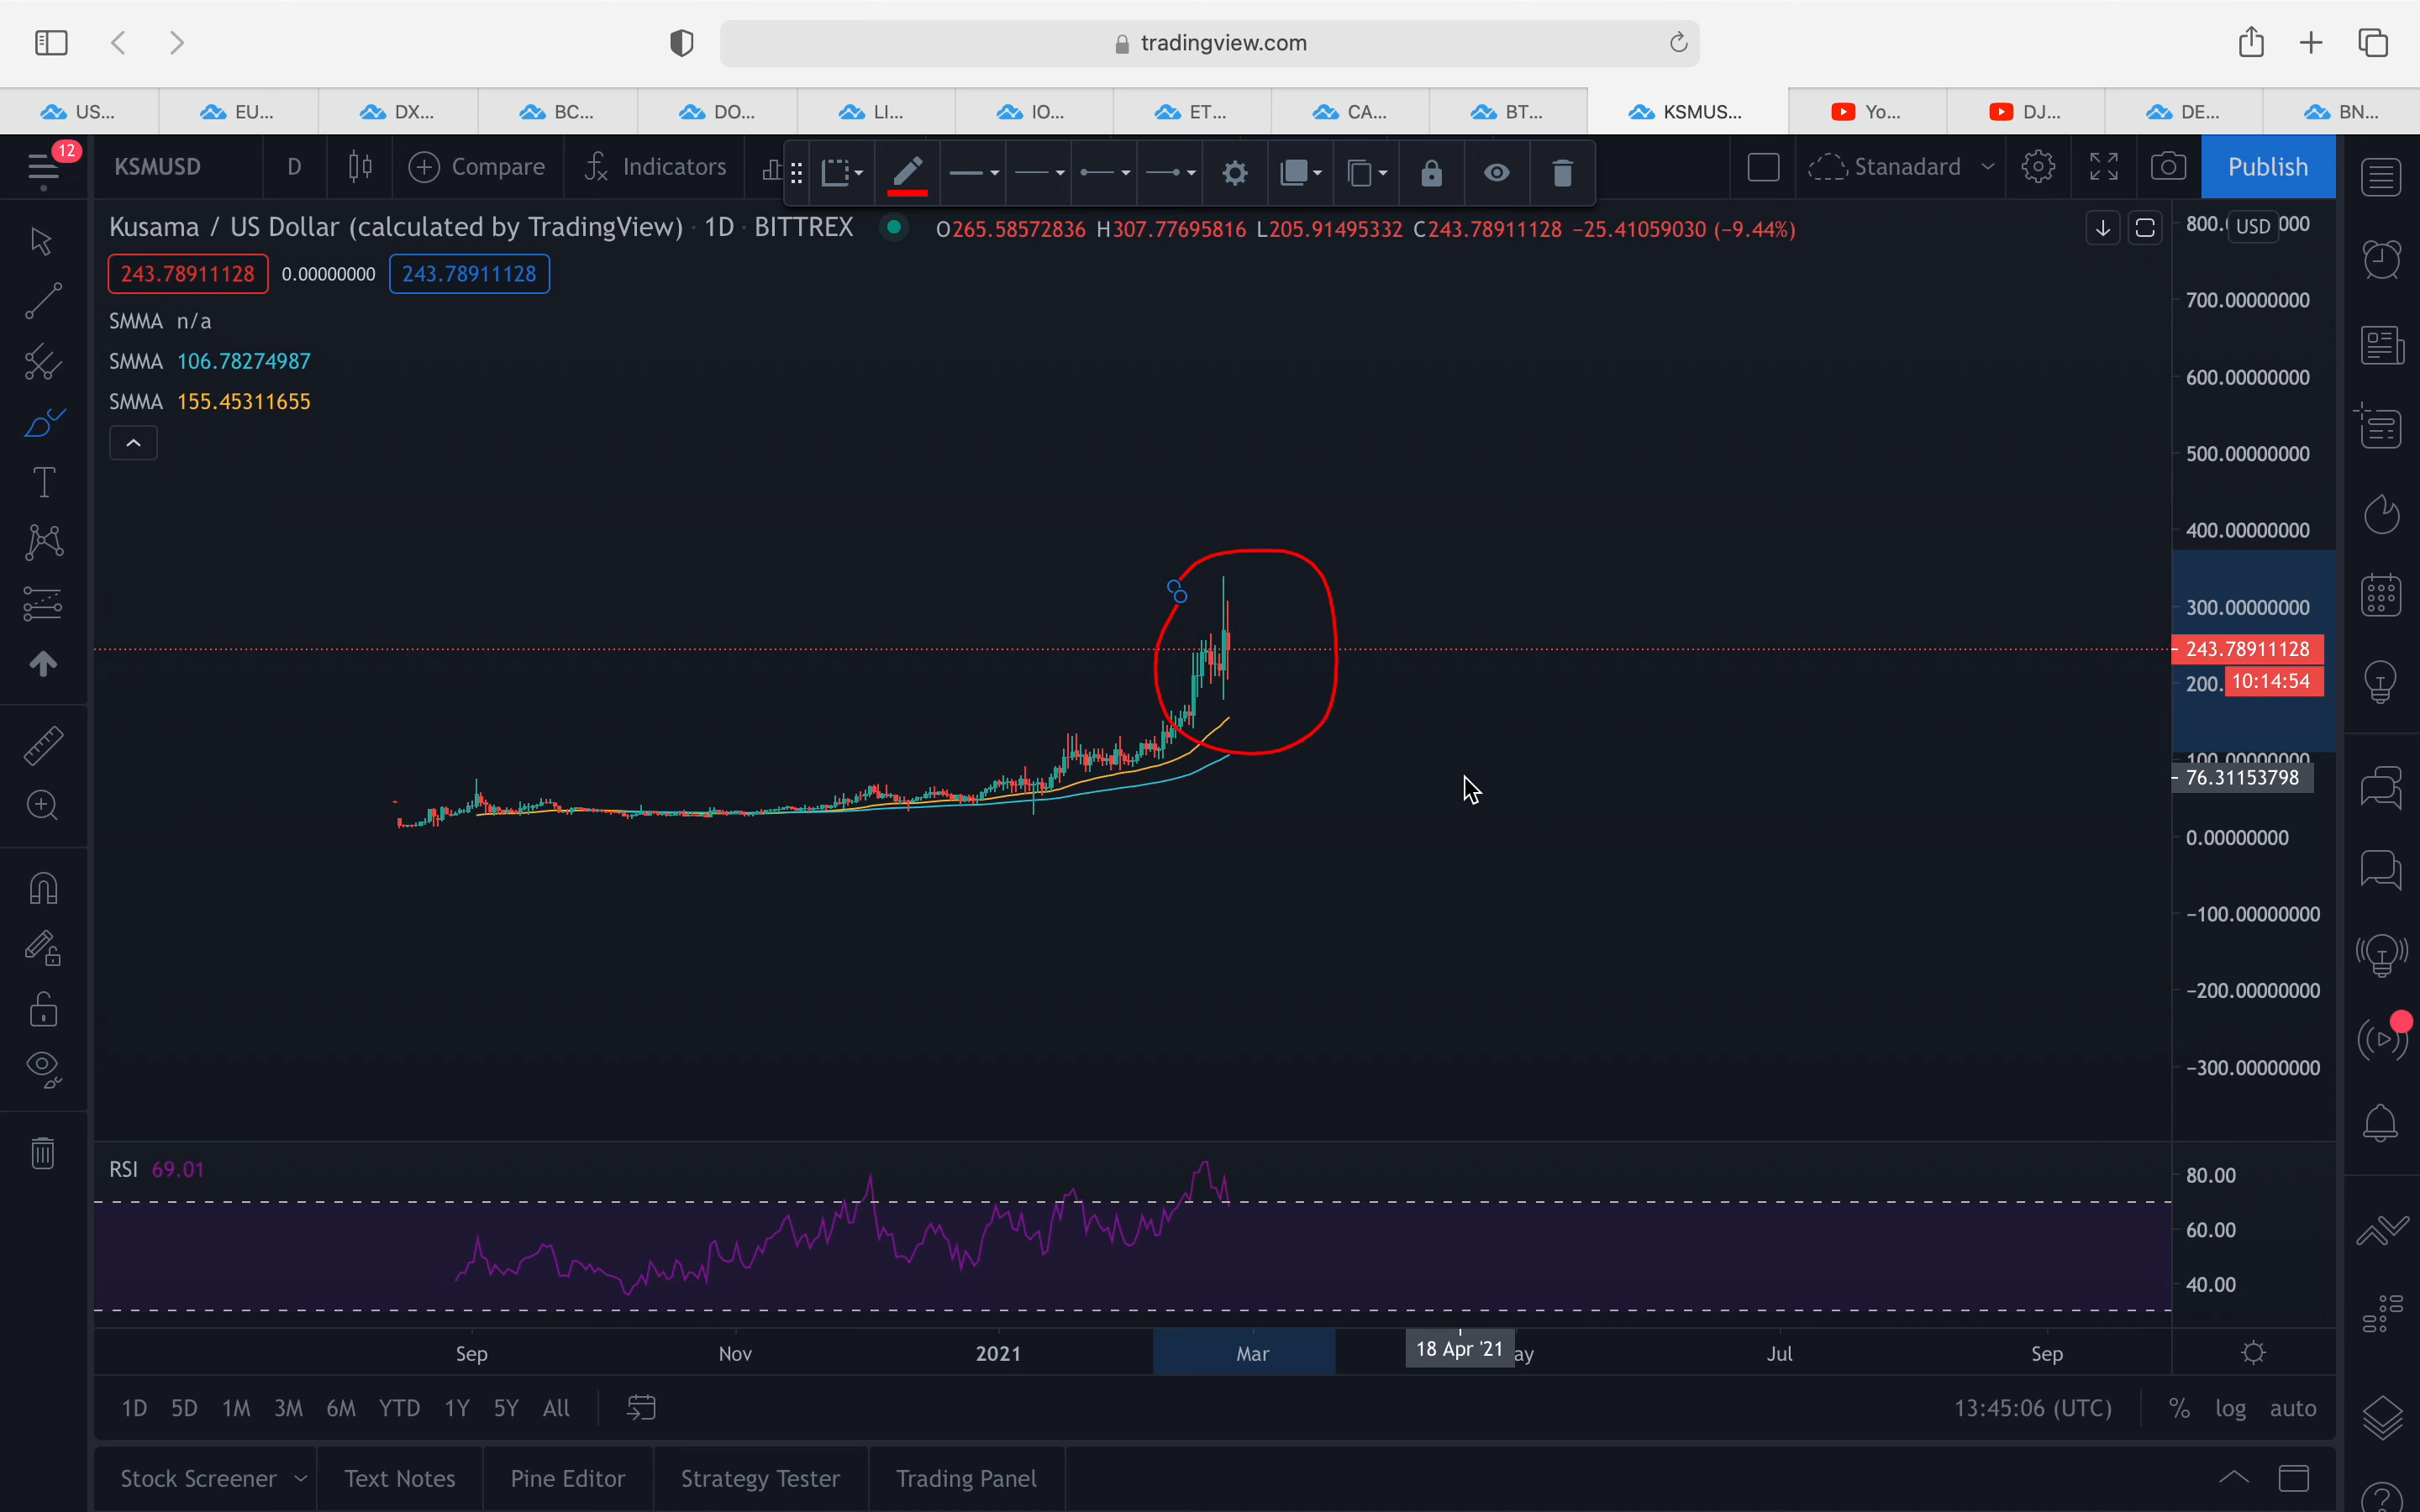 tradingview.com
US...
EU...
DX...
BC...
DO...
LI...
IO...
ET...
CA...
BT...
KSMUS...
Yo...
DJ...
DE...
BN...
12
KSMUSD
D
Compare
Indicators
Stanadard
Publish
Kusama / US Dollar (calculated by TradingView) · 1D · BITTREX
O265.58572836 H307.77695816 L205.91495332 C243.78911128 −25.41059030 (−9.44%)
243.78911128
0.00000000
243.78911128
SMMA n/a
SMMA 106.78274987
SMMA 155.45311655
USD
700.00000000
600.00000000
500.00000000
400.00000000
300.00000000
243.78911128
200.
10:14:54
100.00000000
76.31153798
0.00000000
−100.00000000
−200.00000000
−300.00000000
RSI 69.01
80.00
60.00
40.00
Sep
Nov
2021
Mar
18 Apr '21
ay
Jul
Sep
1D
5D
1M
3M
6M
YTD
1Y
5Y
All
13:45:06 (UTC)
%
log
auto
Stock Screener
Text Notes
Pine Editor
Strategy Tester
Trading Panel